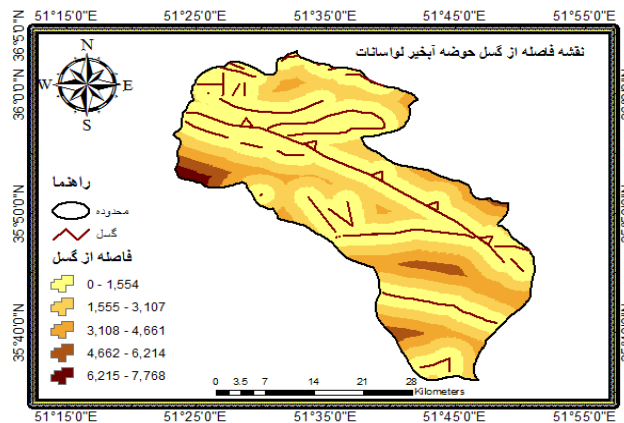 51°15'0"E 51°25'0"E 51°35'0"E 51°45'0"E 51°55'0"E
نقشه فاصله از گسل حوضه آبخیز لواسانات
N
W E
S
36°0'0"N
35°50'0"N
35°40'0"N
راهنما
محدوده
گسل
فاصله از گسل
0 - 1,554
1,555 - 3,107
3,108 - 4,661
4,662 - 6,214
6,215 - 7,768
0 3.5 7 14 21 28
Kilometers
51°15'0"E 51°25'0"E 51°35'0"E 51°45'0"E 51°55'0"E